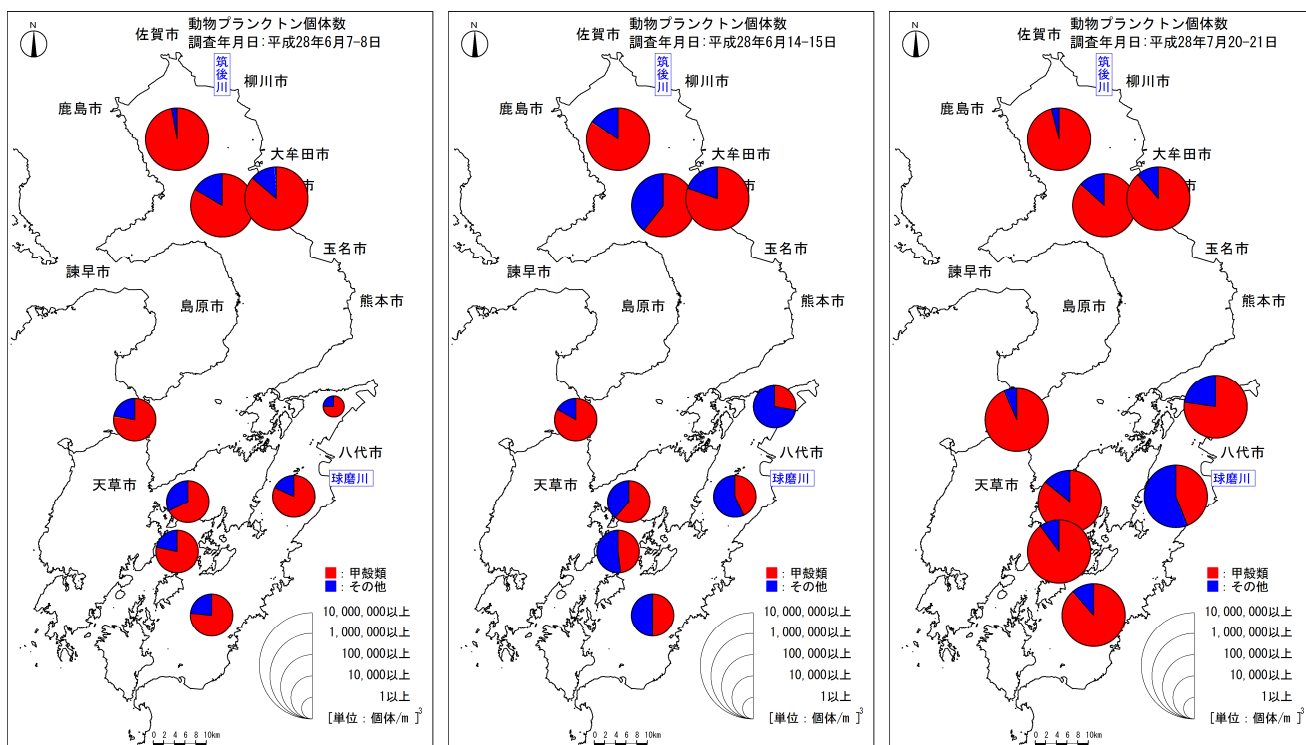 動物プランクトン個体数
調査年月日:平成28年6月7-8日
N
佐賀市
筑後川
柳川市
鹿島市
大牟田市
市
玉名市
諫早市
島原市
熊本市
八代市
天草市
球磨川
:甲殻類
:その他
10,000,000以上
1,000,000以上
100,000以上
10,000以上
1以上
[単位:個体/m³]
0 2 4 6 8 10km
動物プランクトン個体数
調査年月日:平成28年6月14-15日
N
佐賀市
筑後川
柳川市
鹿島市
大牟田市
市
玉名市
諫早市
島原市
熊本市
八代市
天草市
球磨川
:甲殻類
:その他
10,000,000以上
1,000,000以上
100,000以上
10,000以上
1以上
[単位:個体/m³]
0 2 4 6 8 10km
動物プランクトン個体数
調査年月日:平成28年7月20-21日
N
佐賀市
筑後川
柳川市
鹿島市
大牟田市
市
玉名市
諫早市
島原市
熊本市
八代市
天草市
球磨川
:甲殻類
:その他
10,000,000以上
1,000,000以上
100,000以上
10,000以上
1以上
[単位:個体/m³]
0 2 4 6 8 10km